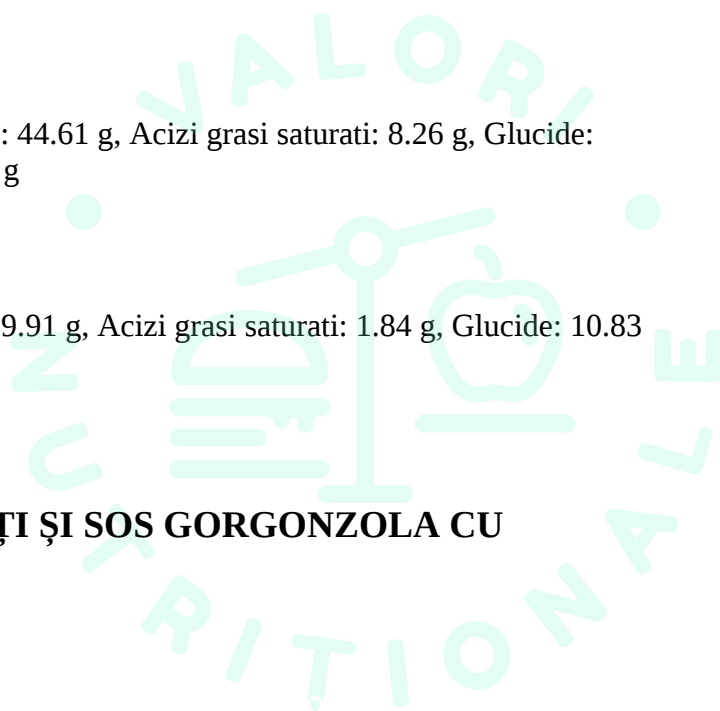 VALORI
: 44.61 g, Acizi grasi saturati: 8.26 g, Glucide:
g
9.91 g, Acizi grasi saturati: 1.84 g, Glucide: 10.83
ȚI ȘI SOS GORGONZOLA CU
NUTRIȚIONALE